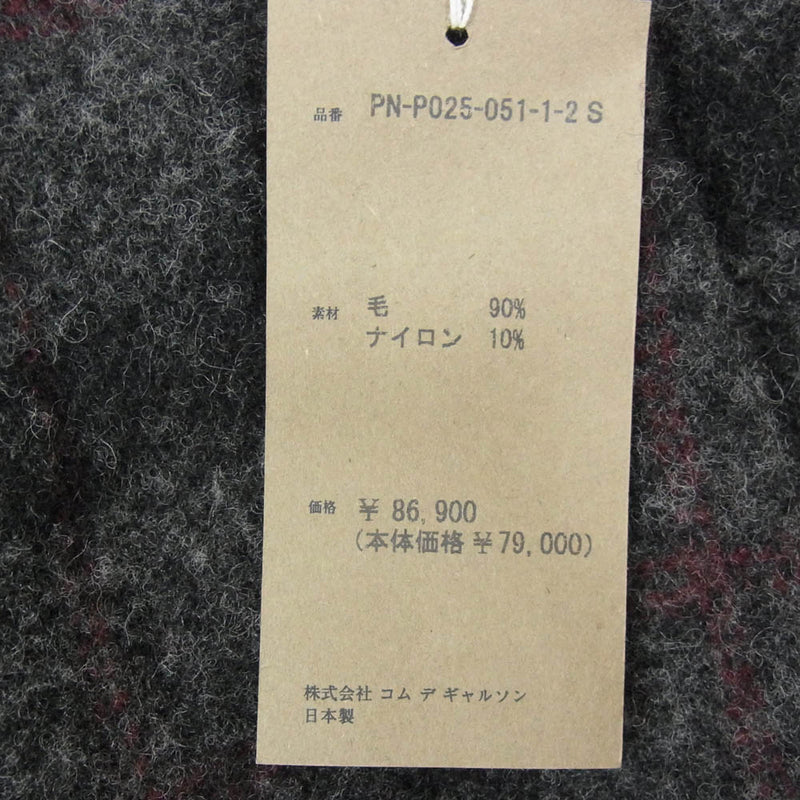 品番 PN-P025-051-1-2 S
素材 毛 90%
ナイロン 10%
価格 ¥ 86,900
(本体価格 ¥79,000)
株式会社 コム デ ギャルソン
日本製